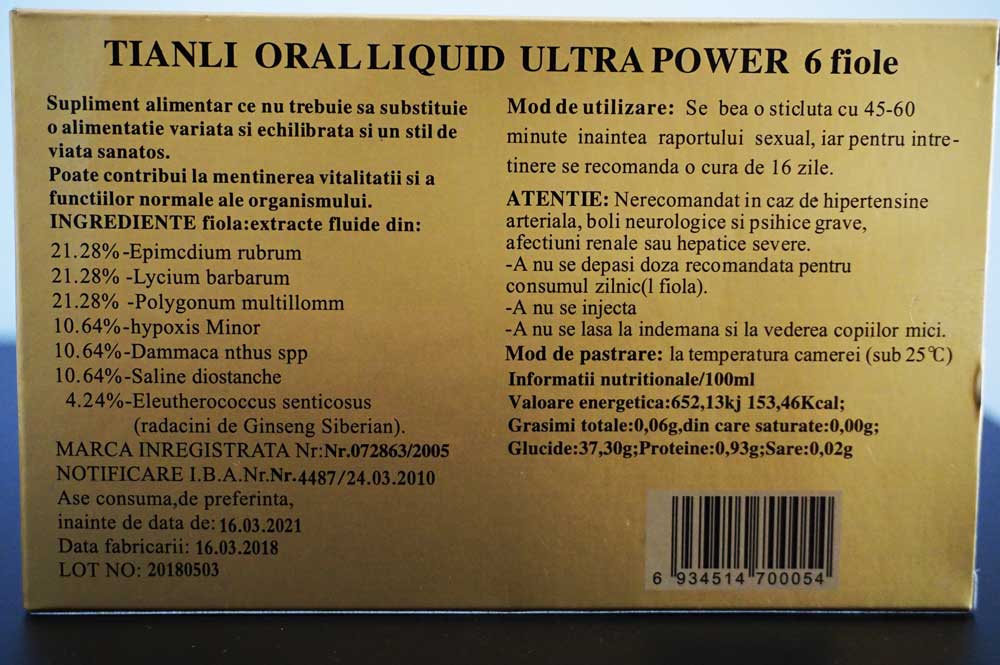 TIANLI ORAL LIQUID ULTRA POWER 6 fiole
Supliment alimentar ce nu trebuie sa substituie
o alimentatie variata si echilibrata si un stil de
viata sanatos.
Poate contribui la mentinerea vitalitatii si a
functiilor normale ale organismului.
INGREDIENTE fiola:extracte fluide din:
21.28%-Epimcdium rubrum
21.28% -Lycium barbarum
21.28% -Polygonum multillomm
10.64%-hypoxis Minor
10.64%-Dammaca nthus spp
10.64%-Saline diostanche
4.24%-Eleutherococcus senticosus
(radacini de Ginseng Siberian).
MARCA INREGISTRATA Nr:Nr.072863/2005
NOTIFICARE I.B.A.Nr.Nr.4487/24.03.2010
Ase consuma,de preferinta,
inainte de data de: 16.03.2021
Data fabricarii: 16.03.2018
LOT NO: 20180503
Mod de utilizare: Se bea o sticluta cu 45-60
minute inaintea raportului sexual, iar pentru intre-
tinere se recomanda o cura de 16 zile.
ATENTIE: Nerecomandat in caz de hipertensine
arteriala, boli neurologice si psihice grave,
afectiuni renale sau hepatice severe.
-A nu se depasi doza recomandata pentru
consumul zilnic(l fiola).
-A nu se injecta
-A nu se lasa la indemana si la vederea copiilor mici.
Mod de pastrare: la temperatura camerei (sub 25℃)
Informatii nutritionale/100ml
Valoare energetica:652,13kj 153,46Kcal;
Grasimi totale:0,06g,din care saturate:0,00g;
Glucide:37,30g;Proteine:0,93g;Sare:0,02g
6 934514 700054